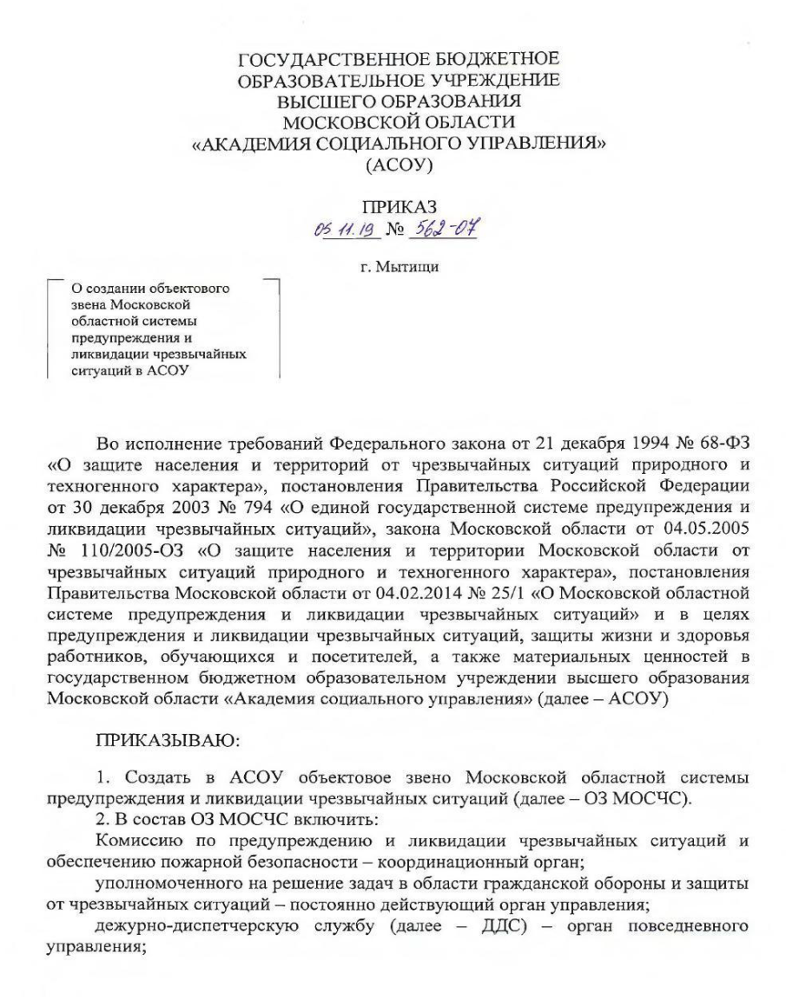 ГОСУДАРСТВЕННОЕ БЮДЖЕТНОЕ
ОБРАЗОВАТЕЛЬНОЕ УЧРЕЖДЕНИЕ
ВЫСШЕГО ОБРАЗОВАНИЯ
МОСКОВСКОЙ ОБЛАСТИ
«АКАДЕМИЯ СОЦИАЛЬНОГО УПРАВЛЕНИЯ»
(АСОУ)
ПРИКАЗ
05.11.19 № 562-07
г. Мытищи
О создании объектового
звена Московской
областной системы
предупреждения и
ликвидации чрезвычайных
ситуаций в АСОУ
Во исполнение требований Федерального закона от 21 декабря 1994 № 68-ФЗ
«О защите населения и территорий от чрезвычайных ситуаций природного и
техногенного характера», постановления Правительства Российской Федерации
от 30 декабря 2003 № 794 «О единой государственной системе предупреждения и
ликвидации чрезвычайных ситуаций», закона Московской области от 04.05.2005
№ 110/2005-ОЗ «О защите населения и территории Московской области от
чрезвычайных ситуаций природного и техногенного характера», постановления
Правительства Московской области от 04.02.2014 № 25/1 «О Московской областной
системе предупреждения и ликвидации чрезвычайных ситуаций» и в целях
предупреждения и ликвидации чрезвычайных ситуаций, защиты жизни и здоровья
работников, обучающихся и посетителей, а также материальных ценностей в
государственном бюджетном образовательном учреждении высшего образования
Московской области «Академия социального управления» (далее – АСОУ)
ПРИКАЗЫВАЮ:
1. Создать в АСОУ объектовое звено Московской областной системы
предупреждения и ликвидации чрезвычайных ситуаций (далее – ОЗ МОСЧС).
2. В состав ОЗ МОСЧС включить:
Комиссию по предупреждению и ликвидации чрезвычайных ситуаций и
обеспечению пожарной безопасности – координационный орган;
уполномоченного на решение задач в области гражданской обороны и защиты
от чрезвычайных ситуаций – постоянно действующий орган управления;
дежурно-диспетчерскую службу (далее – ДДС) – орган повседневного
управления;